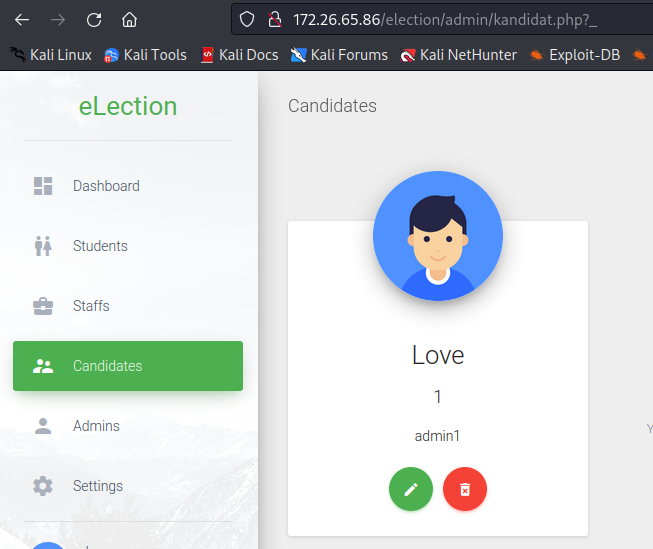 172.26.65.86/election/admin/kandidat.php?_
Kali Linux Kali Tools Kali Docs Kali Forums Kali NetHunter Exploit-DB
eLection
Candidates
Dashboard
Students
Staffs
Candidates
Admins
Settings
Love
1
admin1